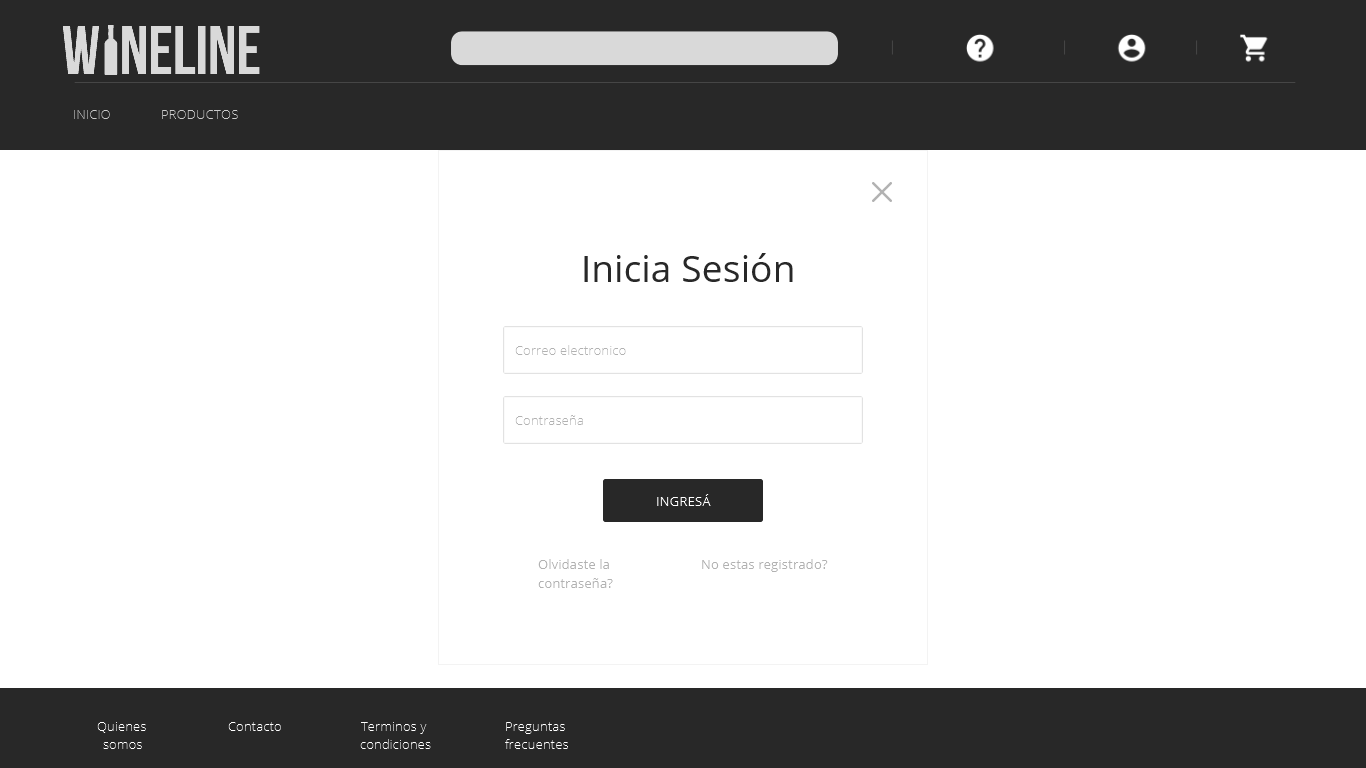 WINELINE
INICIO PRODUCTOS
Inicia Sesión
Correo electronico
Contraseña
INGRESÁ
Olvidaste la
contraseña?
No estas registrado?
Quienes
somos
Contacto
Terminos y
condiciones
Preguntas
frecuentes